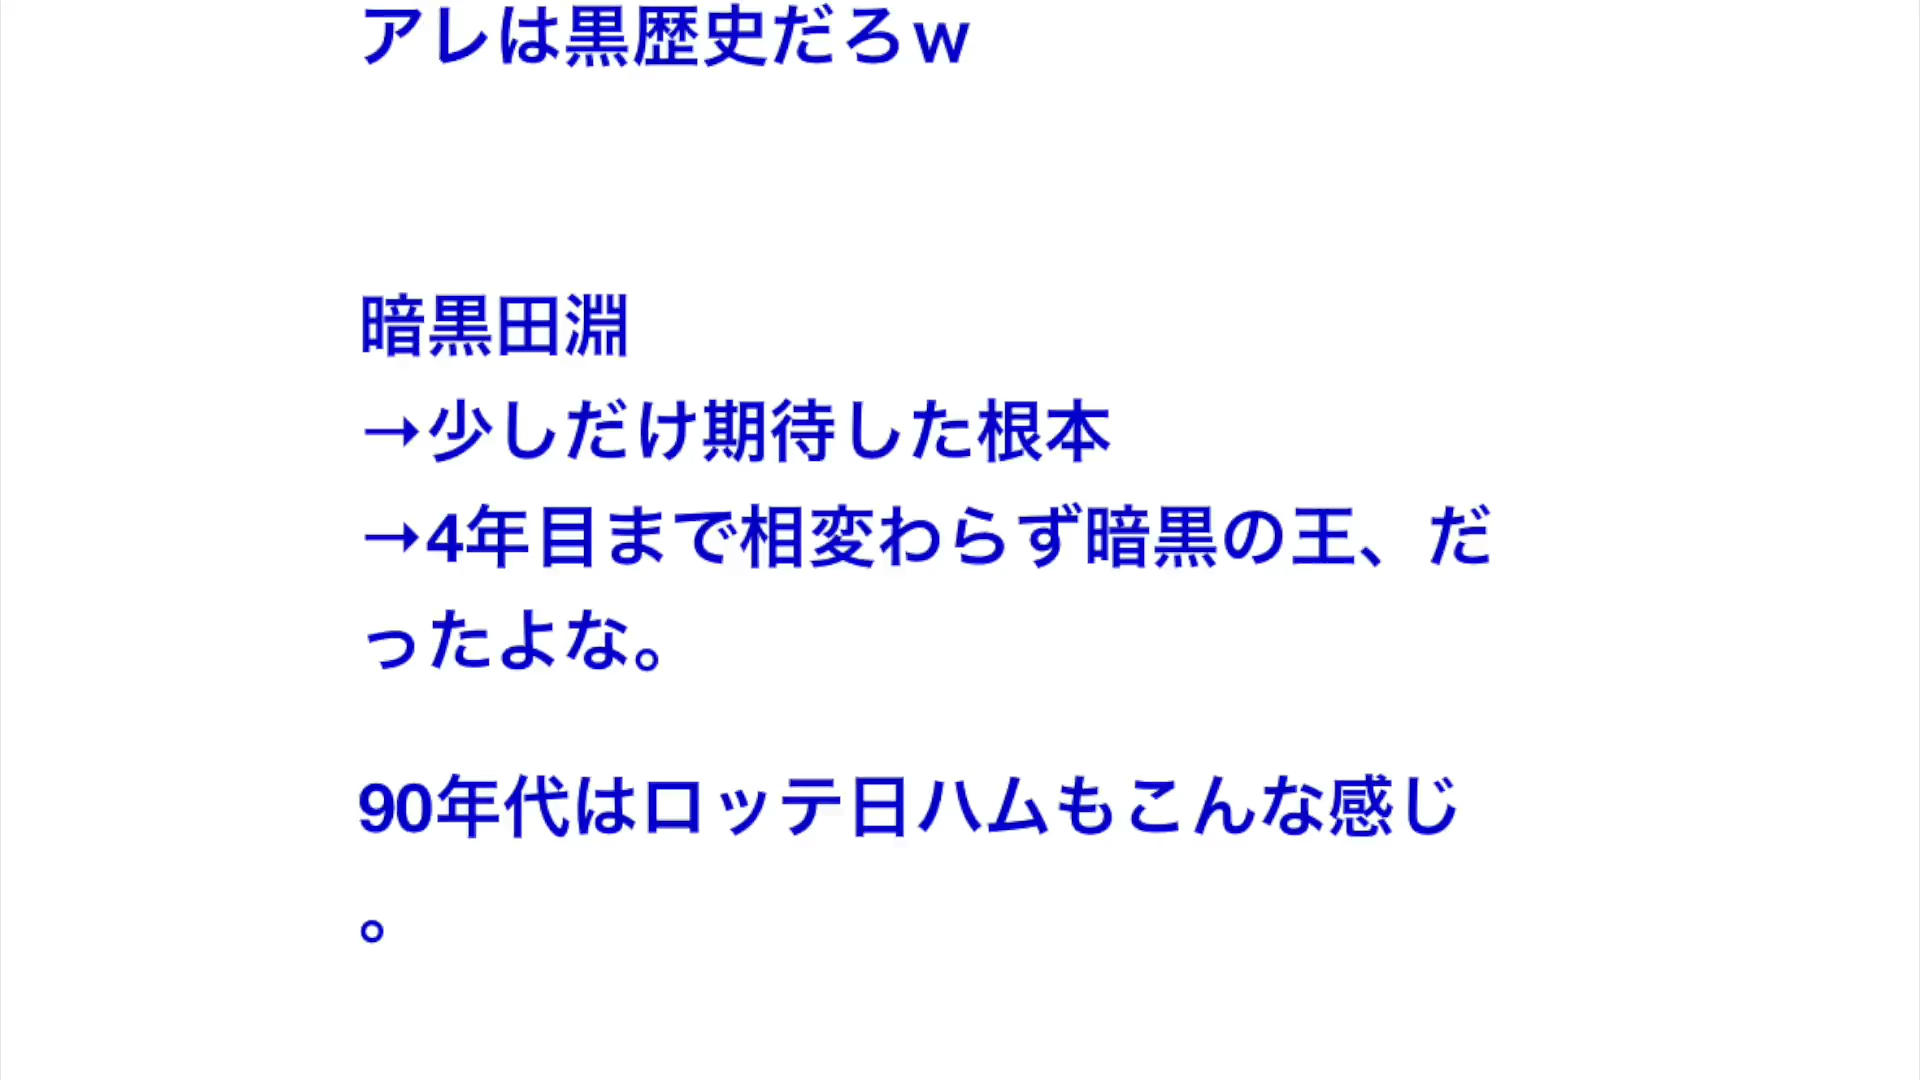 アレは黒歴史だろｗ
暗黒田淵
→少しだけ期待した根本
→4年目まで相変わらず暗黒の王、だ
ったよな。
90年代はロッテ日ハムもこんな感じ
。